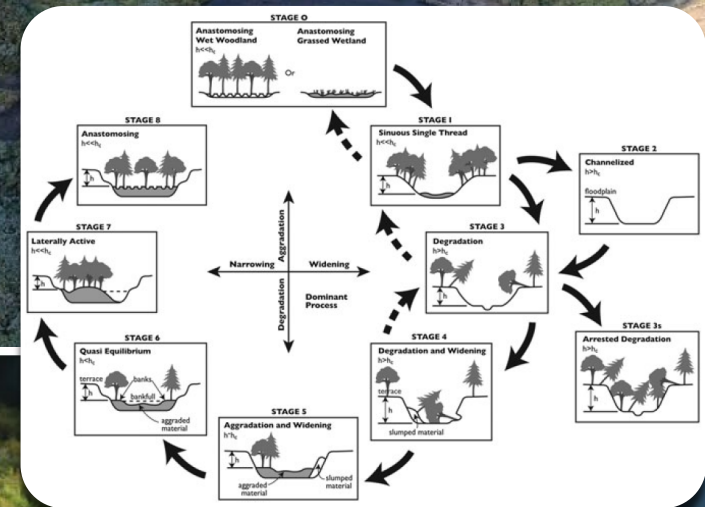 STAGE 0
Anastomosing
Wet Woodland
h<<hc
Or
Anastomosing
Grassed Wetland
STAGE 1
Sinuous Single Thread
h<<hc
h
STAGE 2
Channelized
h>hc
floodplain
h
STAGE 3
Degradation
h>hc
h
STAGE 3s
Arrested Degradation
h>hc
h
STAGE 4
Degradation and Widening
h>hc
terrace
h
slumped material
STAGE 5
Aggradation and Widening
h~hc
h
aggraded
material
slumped
material
STAGE 6
Quasi Equilibrium
h<hc
terrace
banks
h
bankfull
aggraded
material
STAGE 7
Laterally Active
h<<hc
h
STAGE 8
Anastomosing
h<<hc
h
Aggradation
Narrowing
Widening
Degradation
Dominant
Process